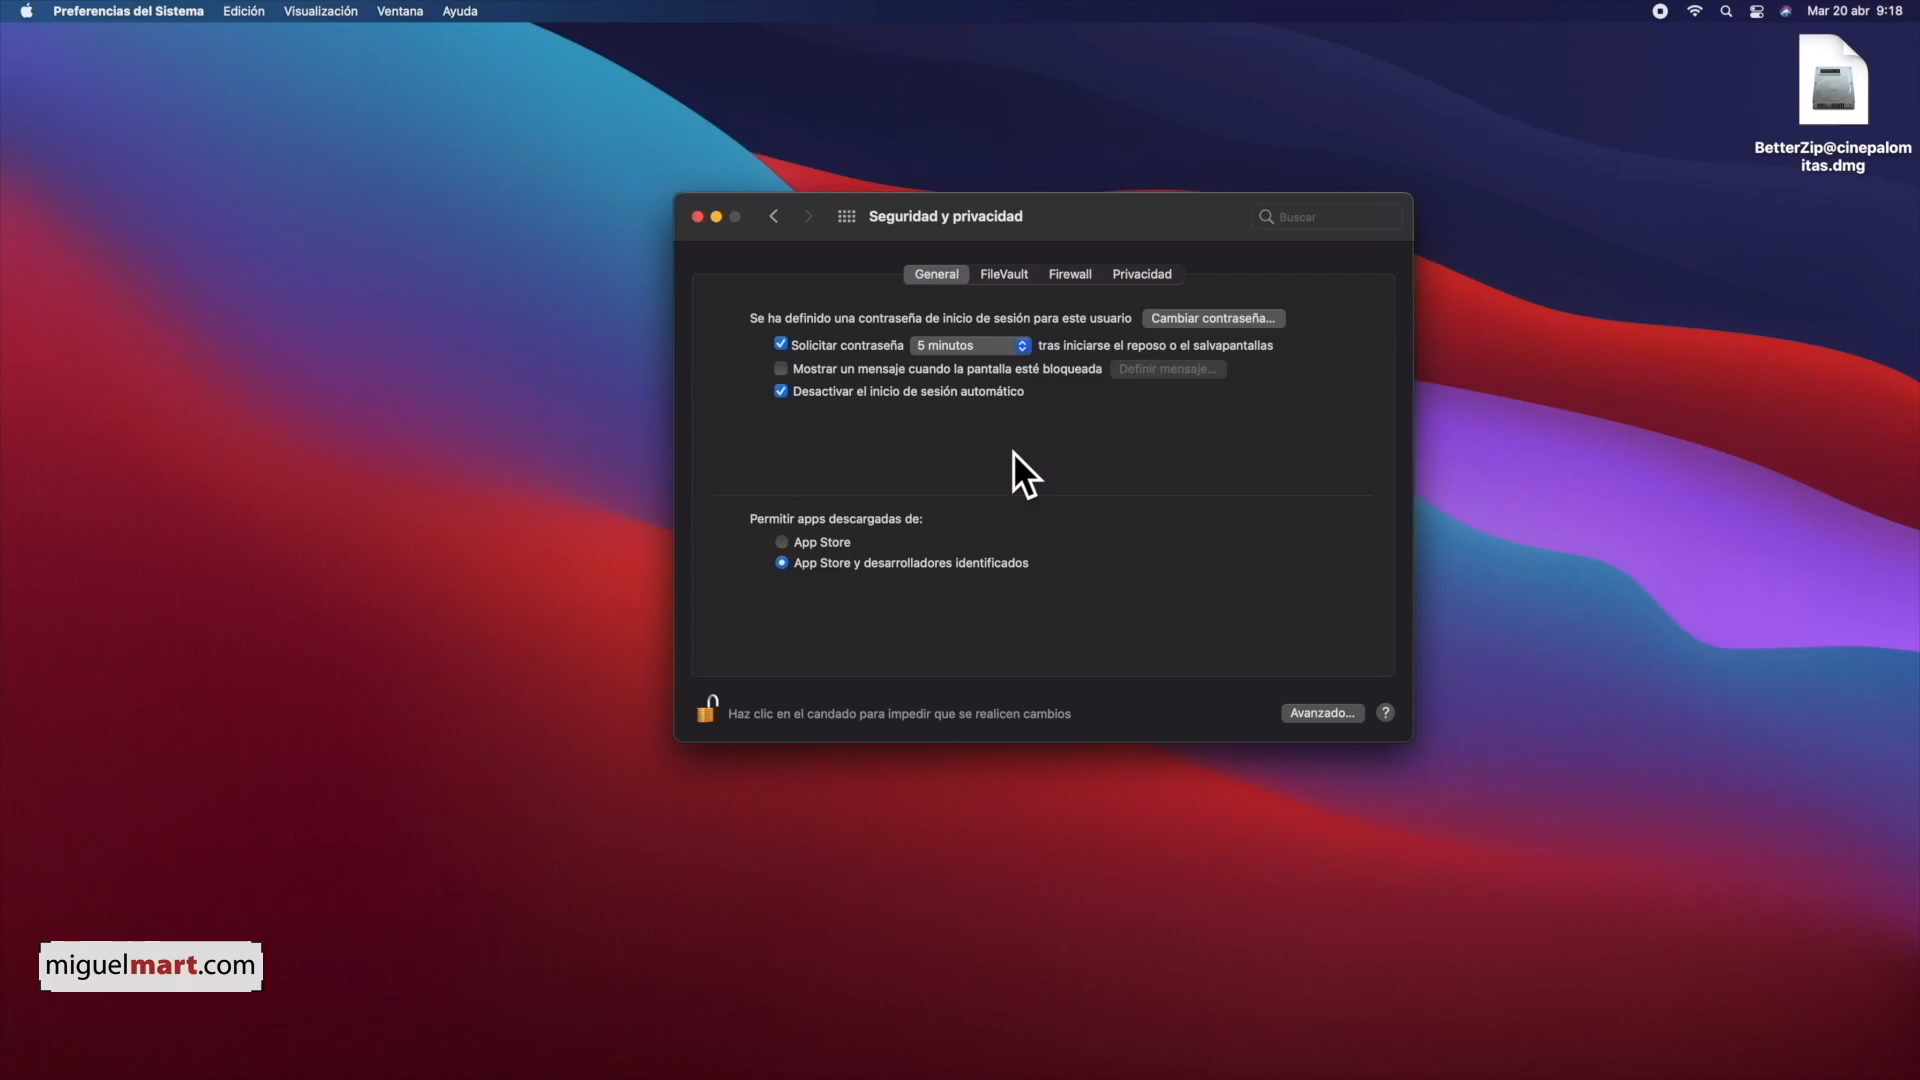 Preferencias del Sistema Edición Visualización Ventana Ayuda Mar 20 abr 9:18
BetterZip@cinepalom
itas.dmg
Seguridad y privacidad Buscar
General FileVault Firewall Privacidad
Se ha definido una contraseña de inicio de sesión para este usuario Cambiar contraseña...
Solicitar contraseña 5 minutos tras iniciarse el reposo o el salvapantallas
Mostrar un mensaje cuando la pantalla esté bloqueada Definir mensaje...
Desactivar el inicio de sesión automático
Permitir apps descargadas de:
App Store
App Store y desarrolladores identificados
Haz clic en el candado para impedir que se realicen cambios Avanzado... ?
miguelmart.com